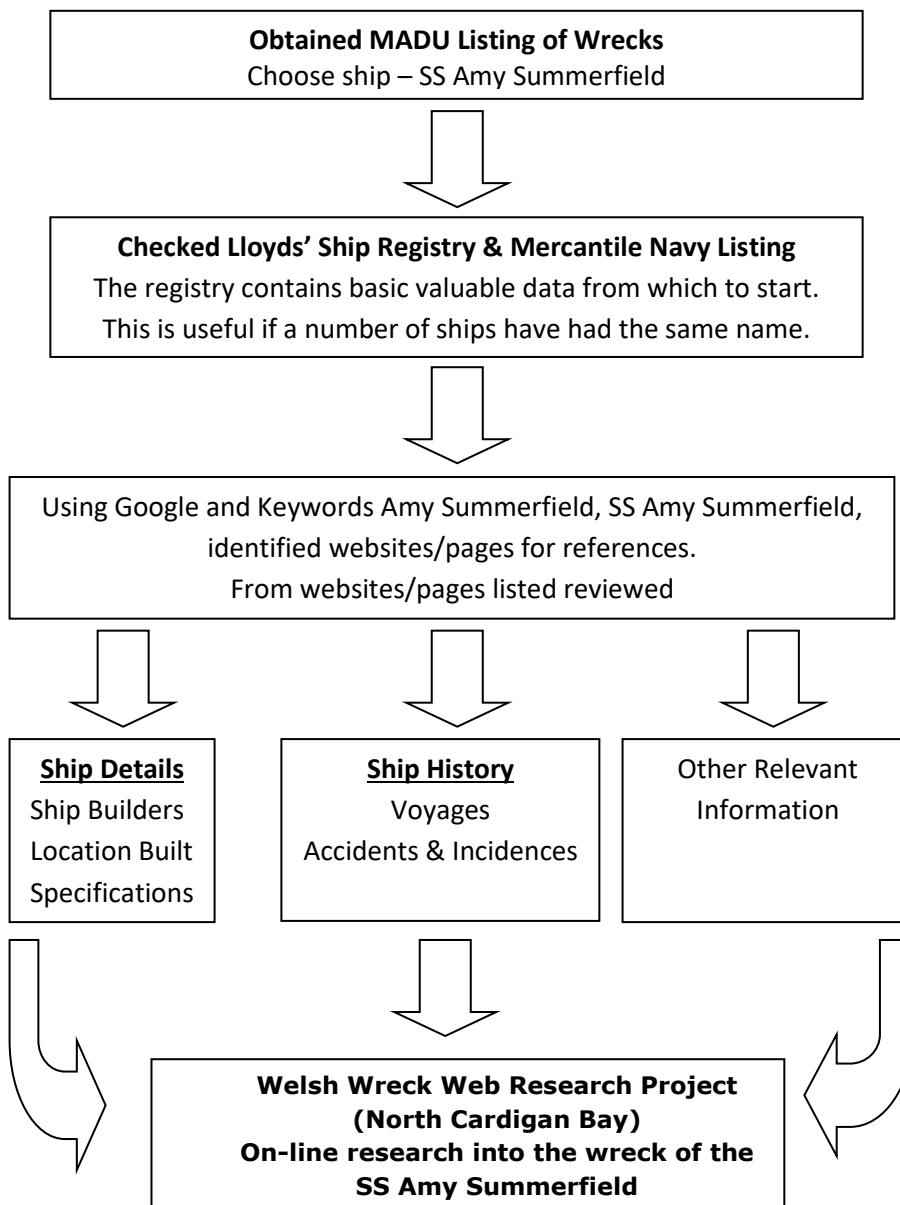 Obtained MADU Listing of Wrecks
Choose ship – SS Amy Summerfield
Checked Lloyds' Ship Registry & Mercantile Navy Listing
The registry contains basic valuable data from which to start.
This is useful if a number of ships have had the same name.
Using Google and Keywords Amy Summerfield, SS Amy Summerfield,
identified websites/pages for references.
From websites/pages listed reviewed
Ship Details
Ship Builders
Location Built
Specifications
Ship History
Voyages
Accidents & Incidences
Other Relevant
Information
Welsh Wreck Web Research Project
(North Cardigan Bay)
On-line research into the wreck of the
SS Amy Summerfield